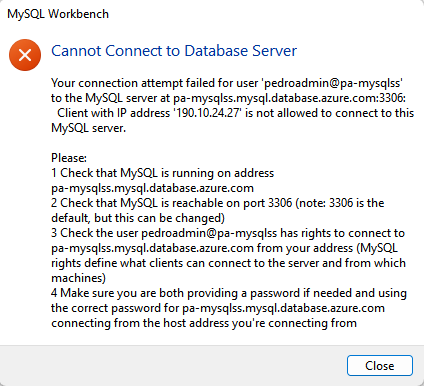 MySQL Workbench
Cannot Connect to Database Server
Your connection attempt failed for user 'pedroadmin@pa-mysqlss'
to the MySQL server at pa-mysqlss.mysql.database.azure.com:3306:
Client with IP address '190.10.24.27' is not allowed to connect to this
MySQL server.
Please:
1 Check that MySQL is running on address
pa-mysqlss.mysql.database.azure.com
2 Check that MySQL is reachable on port 3306 (note: 3306 is the
default, but this can be changed)
3 Check the user pedroadmin@pa-mysqlss has rights to connect to
pa-mysqlss.mysql.database.azure.com from your address (MySQL
rights define what clients can connect to the server and from which
machines)
4 Make sure you are both providing a password if needed and using
the correct password for pa-mysqlss.mysql.database.azure.com
connecting from the host address you're connecting from
Close